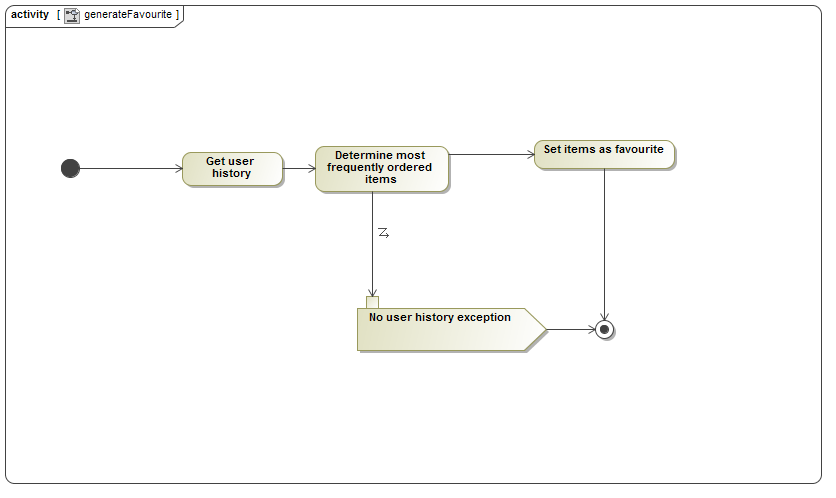 activity [ generateFavourite ]
Get user
history
Determine most
frequently ordered
items
Set items as favourite
No user history exception